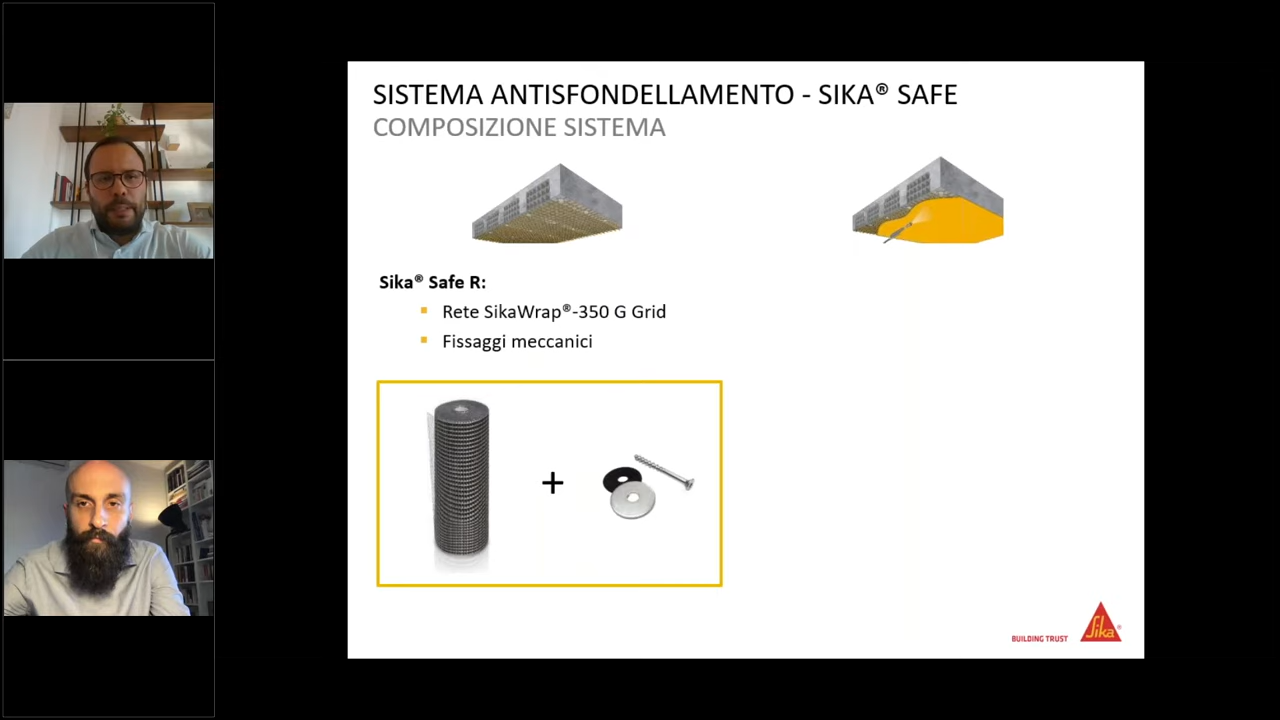 SISTEMA ANTISFONDELLAMENTO - SIKA® SAFE
COMPOSIZIONE SISTEMA
Sika® Safe R:
Rete SikaWrap®-350 G Grid
Fissaggi meccanici
+
BUILDING TRUST
Sika®